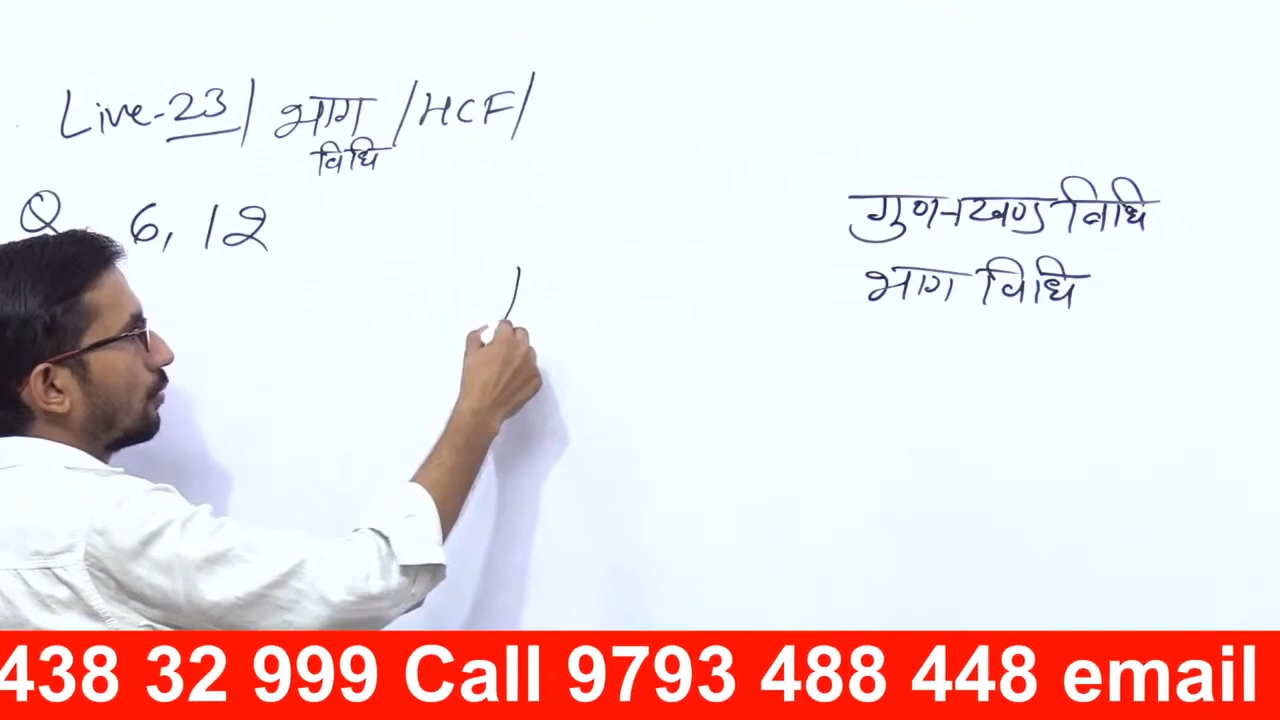 Live-23 / भाग / HCF /
विधि
Q 6, 12
गुणनखण्ड विधि
भाग विधि
438 32 999 Call 9793 488 448 email